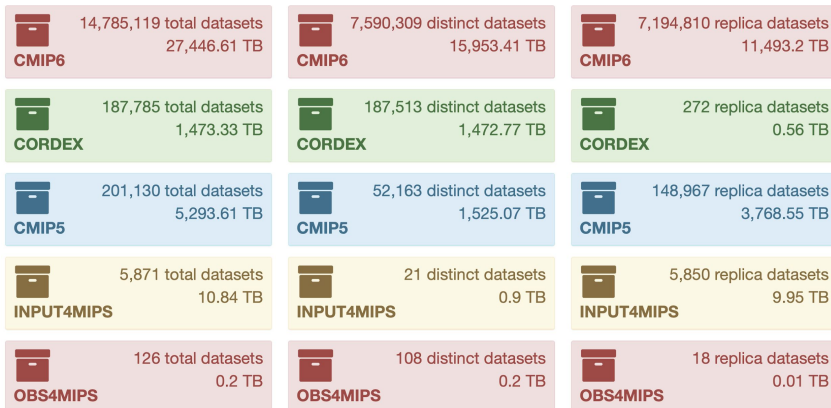 14,785,119 total datasets
27,446.61 TB
CMIP6
7,590,309 distinct datasets
15,953.41 TB
CMIP6
7,194,810 replica datasets
11,493.2 TB
CMIP6
187,785 total datasets
1,473.33 TB
CORDEX
187,513 distinct datasets
1,472.77 TB
CORDEX
272 replica datasets
0.56 TB
CORDEX
201,130 total datasets
5,293.61 TB
CMIP5
52,163 distinct datasets
1,525.07 TB
CMIP5
148,967 replica datasets
3,768.55 TB
CMIP5
5,871 total datasets
10.84 TB
INPUT4MIPS
21 distinct datasets
0.9 TB
INPUT4MIPS
5,850 replica datasets
9.95 TB
INPUT4MIPS
126 total datasets
0.2 TB
OBS4MIPS
108 distinct datasets
0.2 TB
OBS4MIPS
18 replica datasets
0.01 TB
OBS4MIPS